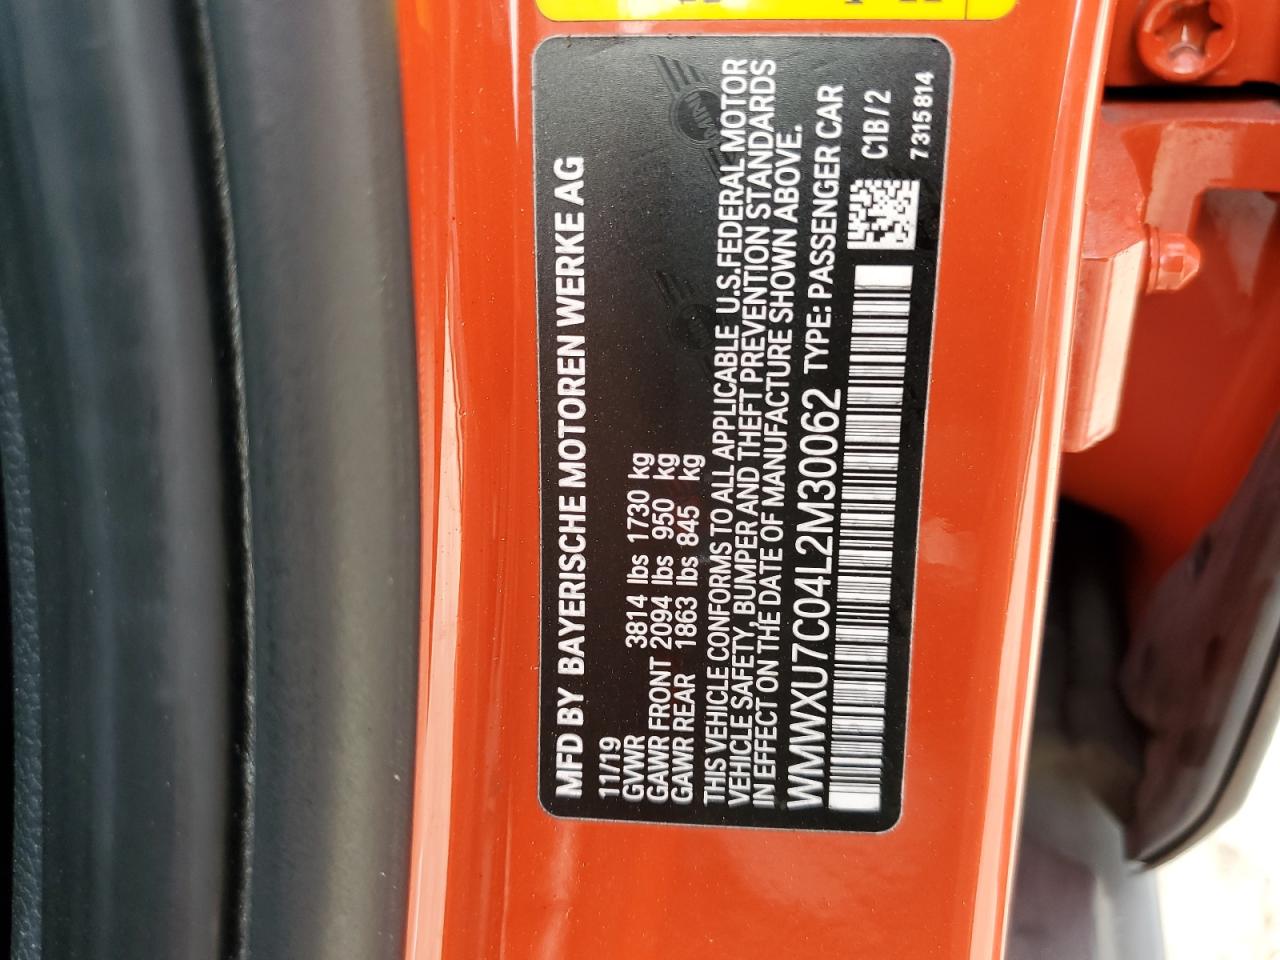 MFD BY BAYERISCHE MOTOREN WERKE AG
11/19
GVWR 3814 lbs 1730 kg
GAWR FRONT 2094 lbs 950 kg
GAWR REAR 1863 lbs 845 kg
THIS VEHICLE CONFORMS TO ALL APPLICABLE U.S.FEDERAL MOTOR
VEHICLE SAFETY, BUMPER AND THEFT PREVENTION STANDARDS
IN EFFECT ON THE DATE OF MANUFACTURE SHOWN ABOVE.
WMWXU7C04L2M30062 TYPE: PASSENGER CAR
C1B/2
7315814
MINI
MINI